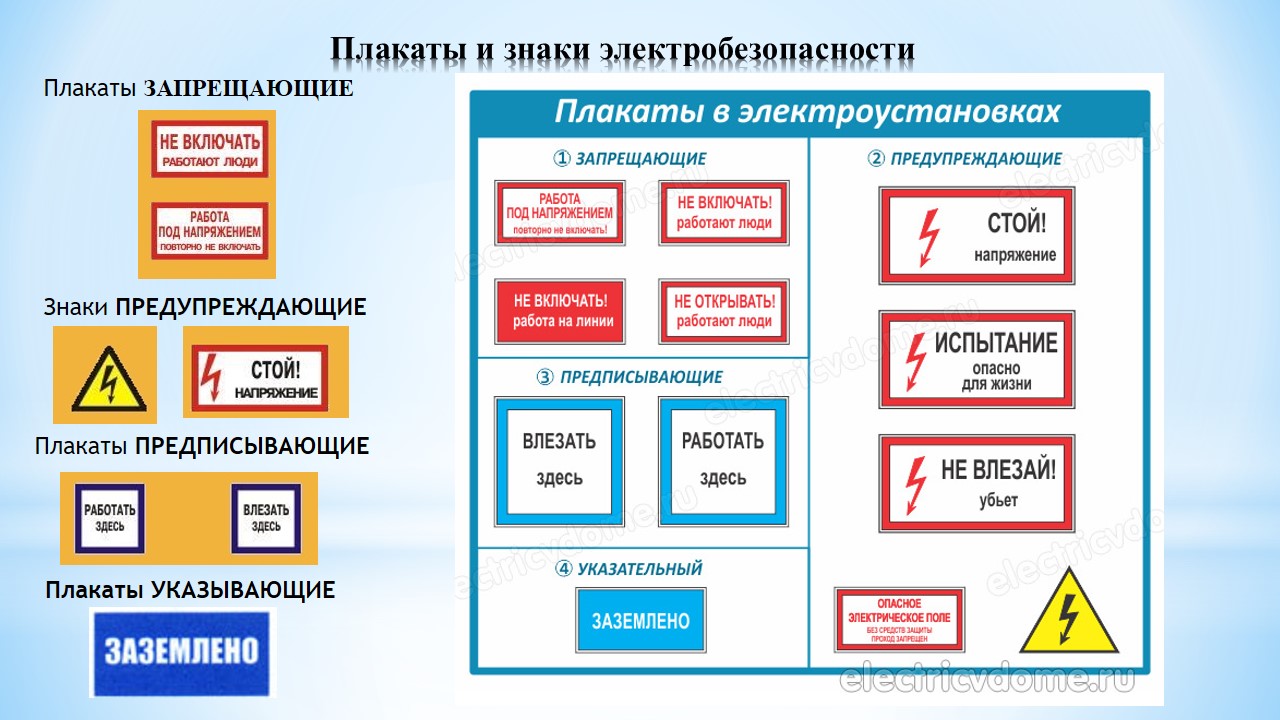 Плакаты и знаки электробезопасности
Плакаты ЗАПРЕЩАЮЩИЕ
НЕ ВКЛЮЧАТЬ
РАБОТАЮТ ЛЮДИ
РАБОТА
ПОД НАПРЯЖЕНИЕМ
ПОВТОРНО НЕ ВКЛЮЧАТЬ
Знаки ПРЕДУПРЕЖДАЮЩИЕ
СТОЙ!
НАПРЯЖЕНИЕ
Плакаты ПРЕДПИСЫВАЮЩИЕ
РАБОТАТЬ
ЗДЕСЬ
ВЛЕЗАТЬ
ЗДЕСЬ
Плакаты УКАЗЫВАЮЩИЕ
ЗАЗЕМЛЕНО
Плакаты в электроустановках
① ЗАПРЕЩАЮЩИЕ
РАБОТА
ПОД НАПРЯЖЕНИЕМ
повторно не включать!
НЕ ВКЛЮЧАТЬ!
работают люди
НЕ ВКЛЮЧАТЬ!
работа на линии
НЕ ОТКРЫВАТЬ!
работают люди
② ПРЕДУПРЕЖДАЮЩИЕ
СТОЙ!
напряжение
ИСПЫТАНИЕ
опасно
для жизни
НЕ ВЛЕЗАЙ!
убьет
ОПАСНОЕ
ЭЛЕКТРИЧЕСКОЕ ПОЛЕ
БЕЗ СРЕДСТВ ЗАЩИТЫ
ПРОХОД ЗАПРЕЩЕН
③ ПРЕДПИСЫВАЮЩИЕ
ВЛЕЗАТЬ
здесь
РАБОТАТЬ
здесь
④ УКАЗАТЕЛЬНЫЙ
ЗАЗЕМЛЕНО
electricvdome.ru